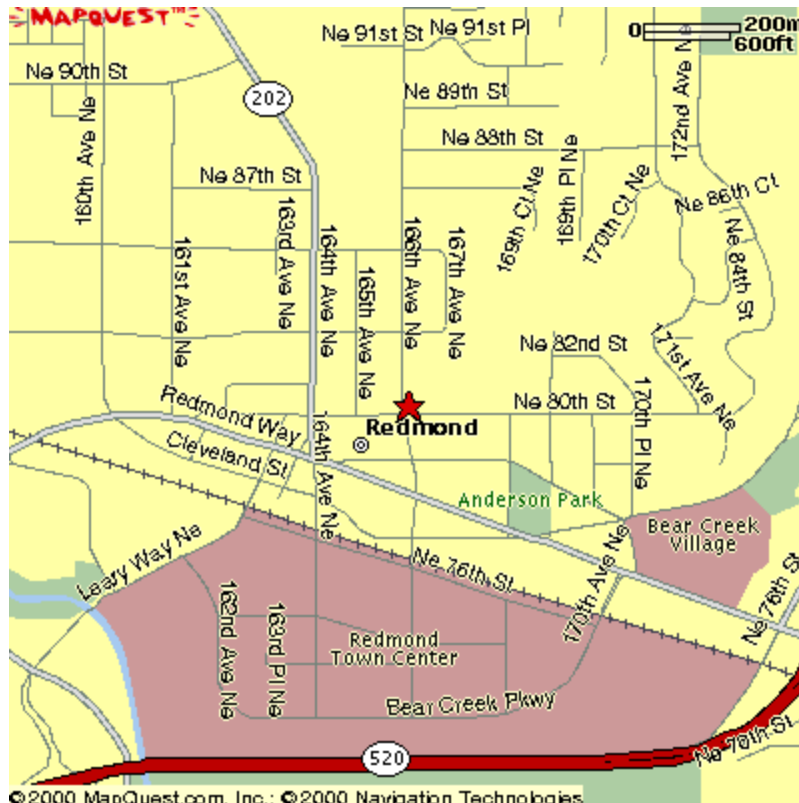 MAPQUEST™
0 200m
600ft
Ne 91st St
Ne 91st Pl
Ne 90th St
202
Ne 89th St
Ne 88th St
172nd Ave Ne
160th Ave Ne
Ne 87th St
169th Ct Ne
169th Pl Ne
170th Ct Ne
Ne 86th Ct
Ne 84th St
161st Ave Ne
163rd Ave Ne
164th Ave Ne
165th Ave Ne
166th Ave Ne
167th Ave Ne
Ne 82nd St
171st Ave Ne
Redmond Way
Ne 80th St
170th Pl Ne
Redmond
Cleveland St
164th Ave Ne
Anderson Park
Bear Creek
Village
Leary Way Ne
Ne 76th St
170th Ave Ne
Ne 76th St
162nd Ave Ne
163rd Pl Ne
Redmond
Town Center
Bear Creek Pkwy
520
Ne 70th St
©2000 MapQuest.com, Inc.; ©2000 Navigation Technologies